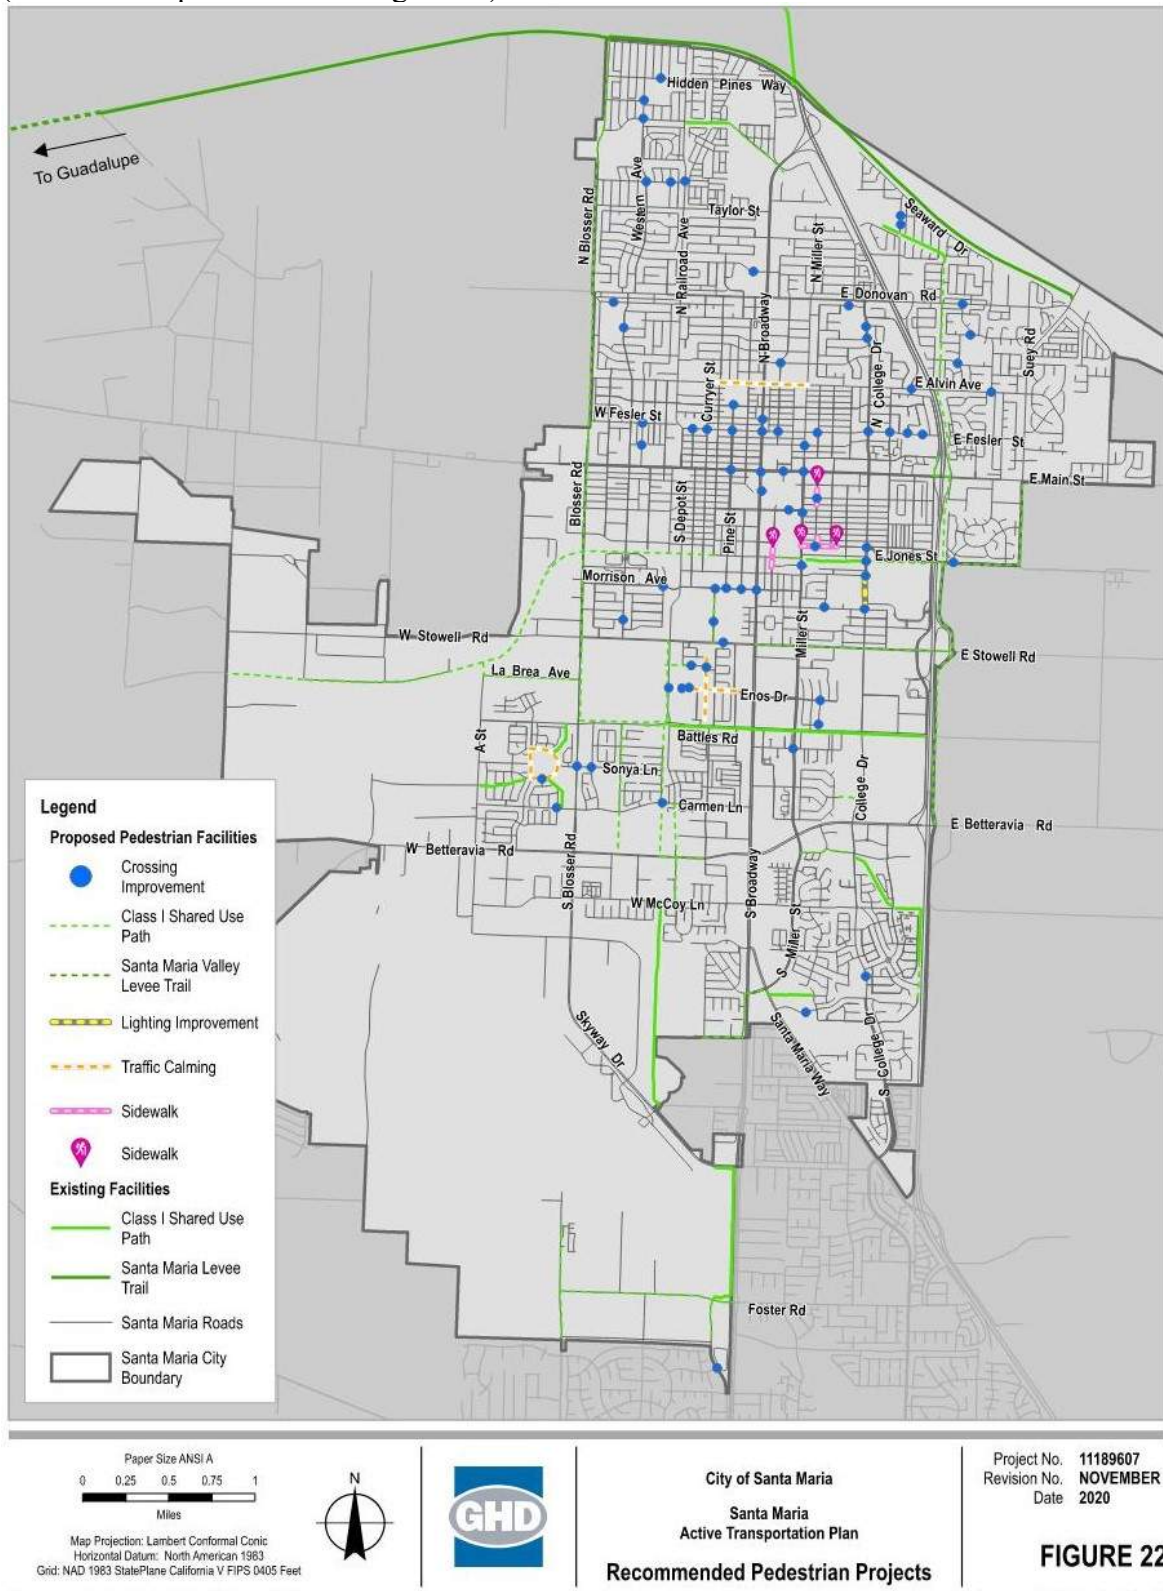 Hidden Pines Way
To Guadalupe
N Blosser Rd
Western Ave
Taylor St
N Railroad Ave
N Miller St
Seaward Dr
E Donovan Rd
N Broadway
Suey Rd
Curryer St
N College Dr
E Alvin Ave
W Fesler St
E Fesler St
E Main St
Blosser Rd
S Depot St
Pine St
E Jones St
Morrison Ave
Miller St
W Stowell Rd
E Stowell Rd
La Brea Ave
Enos Dr
A St
Battles Rd
Sonya Ln
College Dr
Carmen Ln
E Betteravia Rd
W Betteravia Rd
S Blosser Rd
S Broadway
W McCoy Ln
S Miller St
Skyway Dr
Santa Maria Way
S College Dr
Foster Rd
Legend
Proposed Pedestrian Facilities
Crossing
Improvement
Class I Shared Use
Path
Santa Maria Valley
Levee Trail
Lighting Improvement
Traffic Calming
Sidewalk
Sidewalk
Existing Facilities
Class I Shared Use
Path
Santa Maria Levee
Trail
Santa Maria Roads
Santa Maria City
Boundary
Paper Size ANSI A
0 0.25 0.5 0.75 1
Miles
Map Projection: Lambert Conformal Conic
Horizontal Datum: North American 1983
Grid: NAD 1983 StatePlane California V FIPS 0405 Feet
N
GHD
City of Santa Maria
Santa Maria
Active Transportation Plan
Recommended Pedestrian Projects
Project No. 11189607
Revision No. NOVEMBER
Date 2020
FIGURE 22